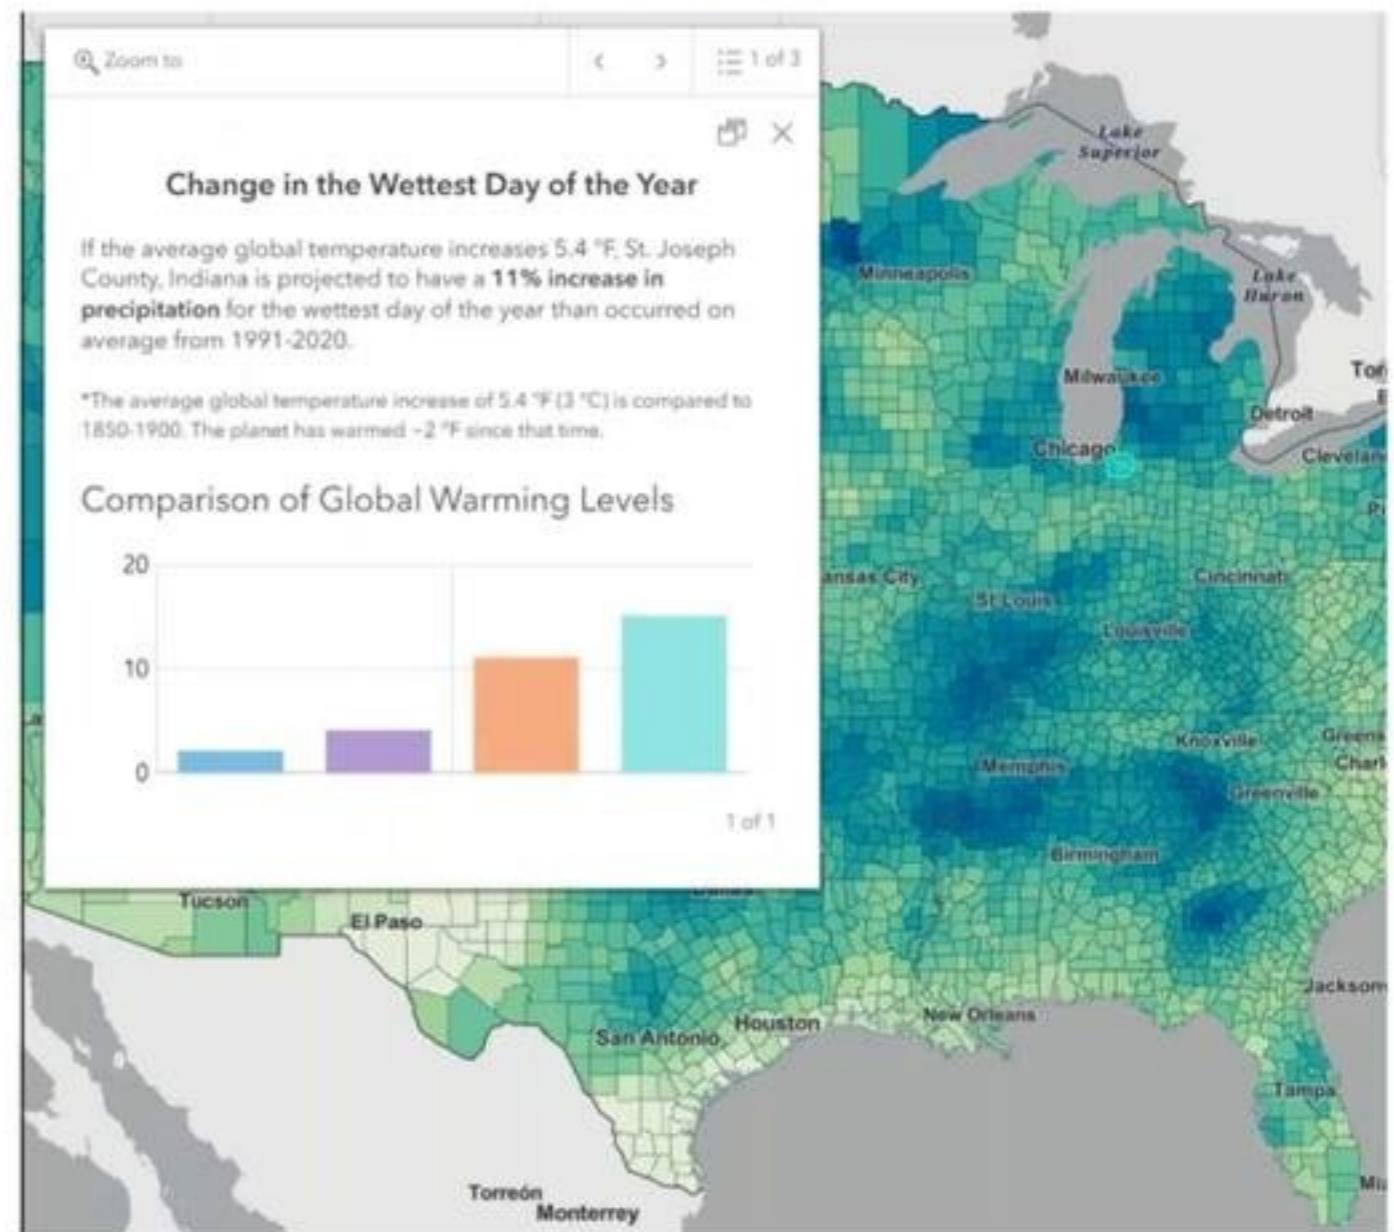 Zoom to
1 of 3
Change in the Wettest Day of the Year
If the average global temperature increases 5.4 °F, St. Joseph
County, Indiana is projected to have a 11% increase in
precipitation for the wettest day of the year than occurred on
average from 1991-2020.
*The average global temperature increase of 5.4 °F (3 °C) is compared to
1850-1900. The planet has warmed ~2 °F since that time.
Comparison of Global Warming Levels
20
10
0
1 of 1
Lake
Superior
Minneapolis
Lake
Huron
Milwaukee
Detroit
Chicago
Clevelan
ansas City
Cincinnati
St Louis
Louisville
Knoxville
Greens
Memphis
Charl
Greenville
Birmingham
Tucson
El Paso
Jackson
New Orleans
Houston
San Antonio
Tampa
Torreón
Monterrey